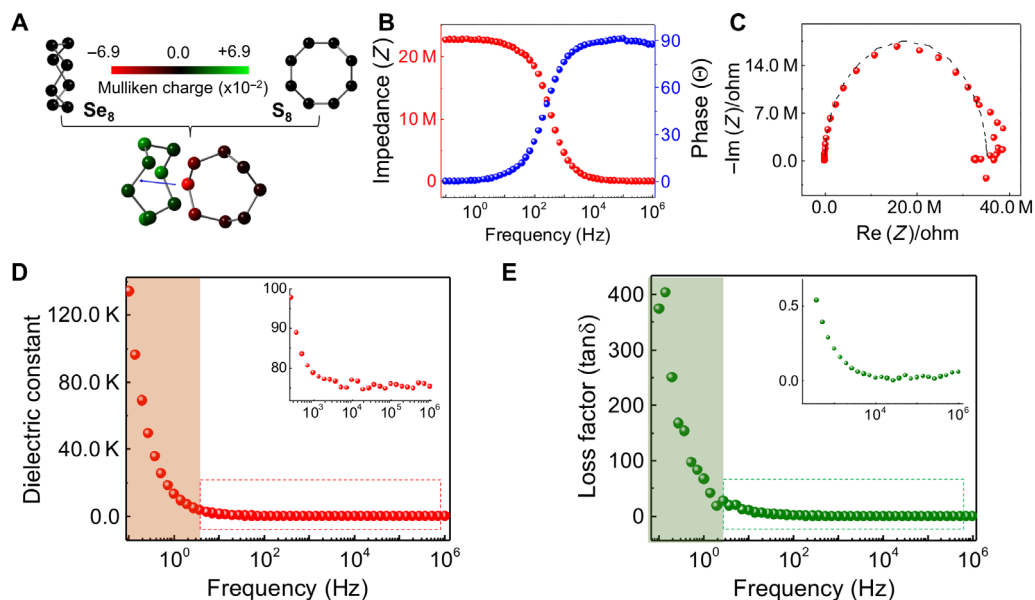 A
−6.9 0.0 +6.9
Mulliken charge (x10⁻²)
Se₈
S₈
B
Impedance (Z)
20 M
10 M
0
Phase (Θ)
90
60
30
0
10⁰ 10² 10⁴ 10⁶
Frequency (Hz)
C
−Im (Z)/ohm
14.0 M
7.0 M
0.0
0.0 20.0 M 40.0 M
Re (Z)/ohm
D
Dielectric constant
120.0 K
80.0 K
40.0 K
0.0
10⁰ 10² 10⁴ 10⁶
Frequency (Hz)
100
90
80
10³ 10⁴ 10⁵ 10⁶
E
Loss factor (tanδ)
400
350
300
250
200
150
100
50
0
10⁰ 10² 10⁴ 10⁶
Frequency (Hz)
0.5
0.0
10⁴ 10⁶